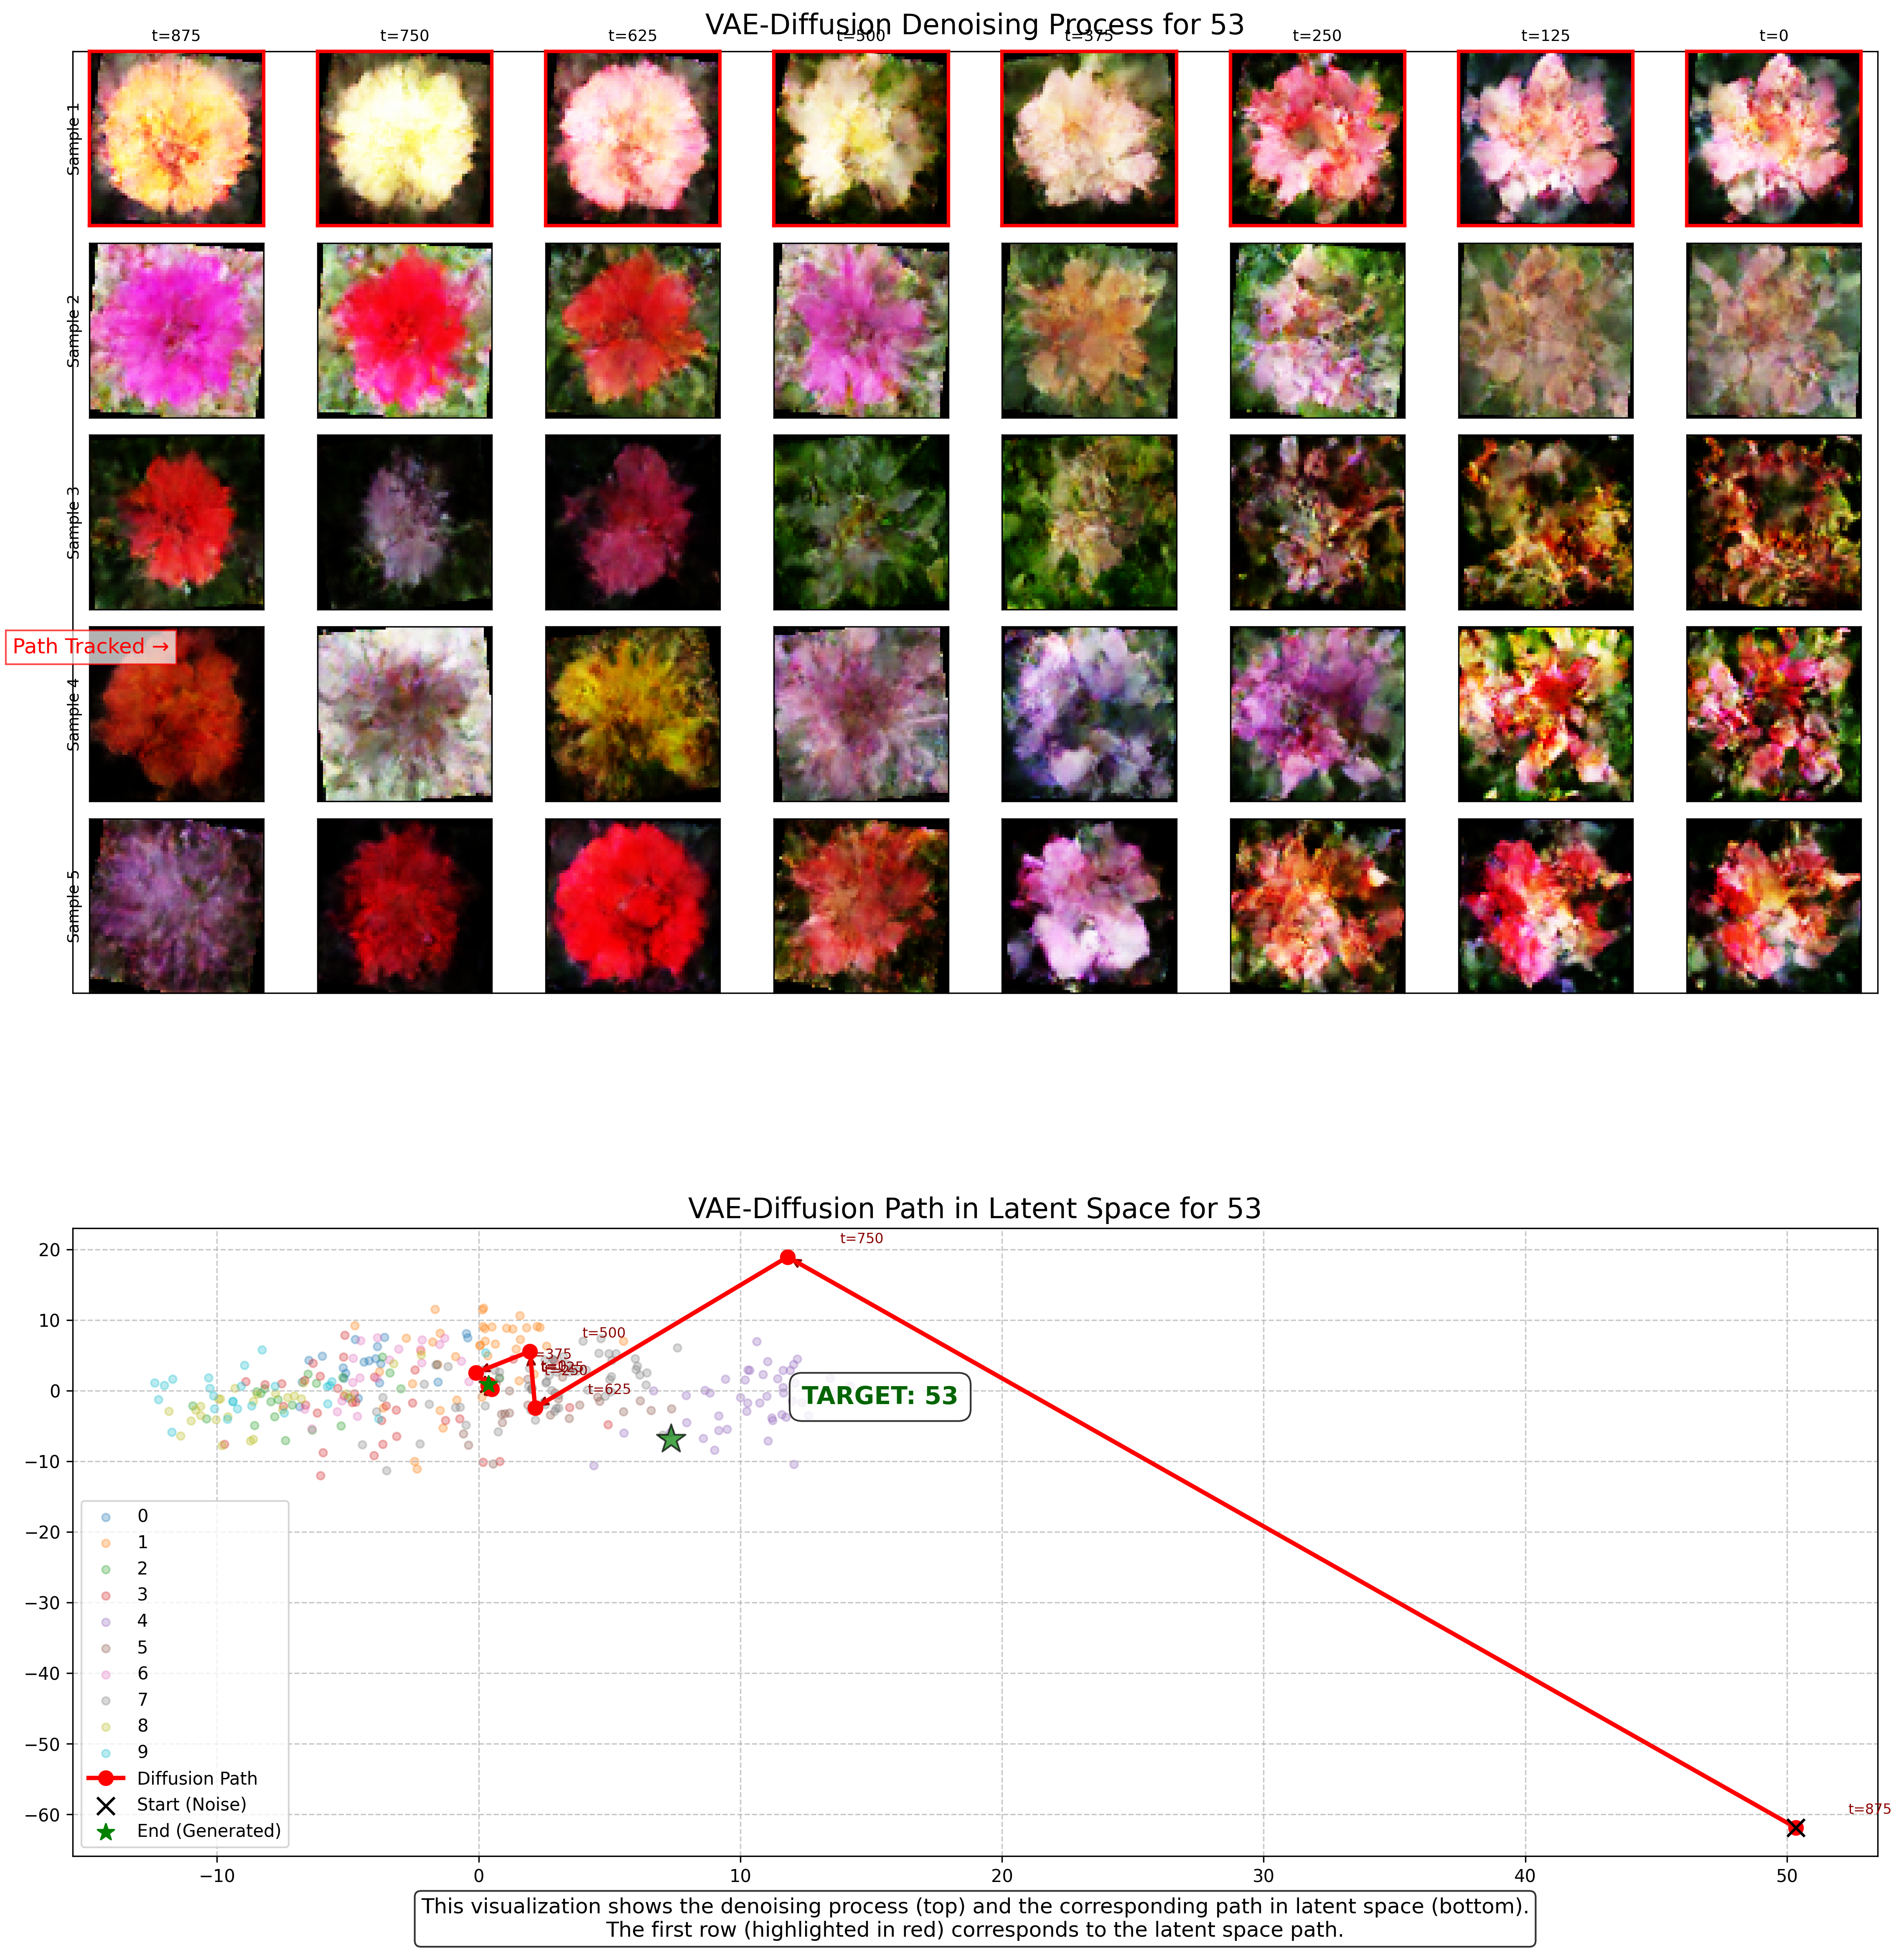 VAE-Diffusion Denoising Process for 53
t=875 t=750 t=625 t=500 t=375 t=250 t=125 t=0
Sample 1
Sample 2
Sample 3
Path Tracked →
Sample 4
Sample 5
VAE-Diffusion Path in Latent Space for 53
20
10
0
−10
−20
−30
−40
−50
−60
t=750
t=500
=375
t=250
t=625
TARGET: 53
t=875
0
1
2
3
4
5
6
7
8
9
Diffusion Path
Start (Noise)
End (Generated)
−10 0 10 20 30 40 50
This visualization shows the denoising process (top) and the corresponding path in latent space (bottom).
The first row (highlighted in red) corresponds to the latent space path.